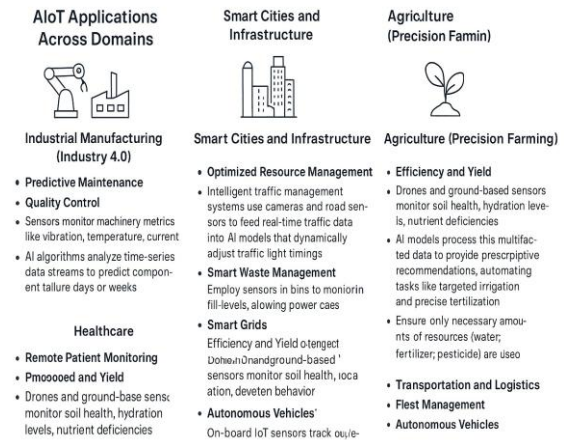 AIoT Applications
Across Domains
Industrial Manufacturing
(Industry 4.0)
• Predictive Maintenance
• Quality Control
• Sensors monitor machinery metrics
like vibration, temperature, current
• AI algorithms analyze time-series
data streams to predict compon-
ent tallure days or weeks
Healthcare
• Remote Patient Monitoring
• Pmooooed and Yield
• Drones and ground-base sensc
monitor soil health, hydration
levels, nutrient deficiencies
Smart Cities and
Infrastructure
Smart Cities and Infrastructure
• Optimized Resource Management
• Intelligent traffic management
systems use cameras and road sen-
sors to feed real-time traffic data
into AI models that dynamically
adjust traffic light timings
• Smart Waste Management
Employ sensors in bins to moniorin
fill-levels, alowing power caes
• Smart Grids
Efficiency and Yield
sensors monitor soil health,
ation, deveten behavior
• Autonomous Vehicles'
On-board IoT sensors track
Agriculture
(Precision Farmin)
Agriculture (Precision Farming)
• Efficiency and Yield
• Drones and ground-based sensors
monitor soil health, hydration leve-
ls, nutrient deficiencies
• AI models process this multifac-
ted data to provide prescrpiptive
recommendations, automating
tasks like targeted irrigation
and precise tertilization
• Ensure only necessary amou-
nts of resources (water;
fertilizer; pesticide) are useo
• Transportation and Logistics
• Flest Management
• Autonomous Vehicles